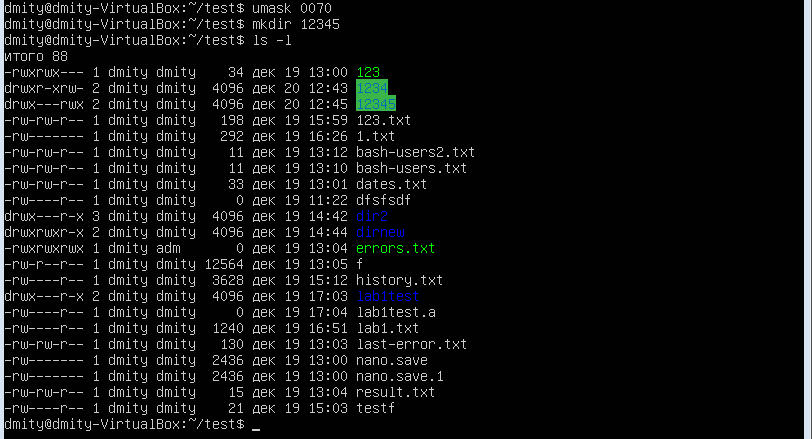 dmity@dmity-VirtualBox:~/test$ umask 0070
dmity@dmity-VirtualBox:~/test$ mkdir 12345
dmity@dmity-VirtualBox:~/test$ ls -l
итого 88
-rwxrwx--- 1 dmity dmity    34 дек 19 13:00 123
drwxr-xrw- 2 dmity dmity  4096 дек 20 12:43 1234
drwx---rwx 2 dmity dmity  4096 дек 20 12:45 12345
-rw-rw-r-- 1 dmity dmity   198 дек 19 15:59 123.txt
-rw------- 1 dmity dmity   292 дек 19 16:26 1.txt
-rw-rw-r-- 1 dmity dmity    11 дек 19 13:12 bash-users2.txt
-rw-rw-r-- 1 dmity dmity    11 дек 19 13:10 bash-users.txt
-rw-rw-r-- 1 dmity dmity    33 дек 19 13:01 dates.txt
-rw----r-- 1 dmity dmity     0 дек 19 11:22 dfsfsdf
drwx---r-x 3 dmity dmity  4096 дек 19 14:42 dir2
drwxrwxr-x 2 dmity dmity  4096 дек 19 14:44 dirnew
-rwxrwxrwx 1 dmity adm       0 дек 19 13:04 errors.txt
-rw-r--r-- 1 dmity dmity 12564 дек 19 13:05 f
-rw----r-- 1 dmity dmity  3628 дек 19 15:12 history.txt
drwx---r-x 2 dmity dmity  4096 дек 19 17:03 lab1test
-rw----r-- 1 dmity dmity     0 дек 19 17:04 lab1test.a
-rw----r-- 1 dmity dmity  1240 дек 19 16:51 lab1.txt
-rw-rw-r-- 1 dmity dmity   130 дек 19 13:03 last-error.txt
-rw------- 1 dmity dmity  2436 дек 19 13:00 nano.save
-rw------- 1 dmity dmity  2436 дек 19 13:00 nano.save.1
-rw-rw-r-- 1 dmity dmity    15 дек 19 13:04 result.txt
-rw----r-- 1 dmity dmity    21 дек 19 15:03 testf
dmity@dmity-VirtualBox:~/test$ _